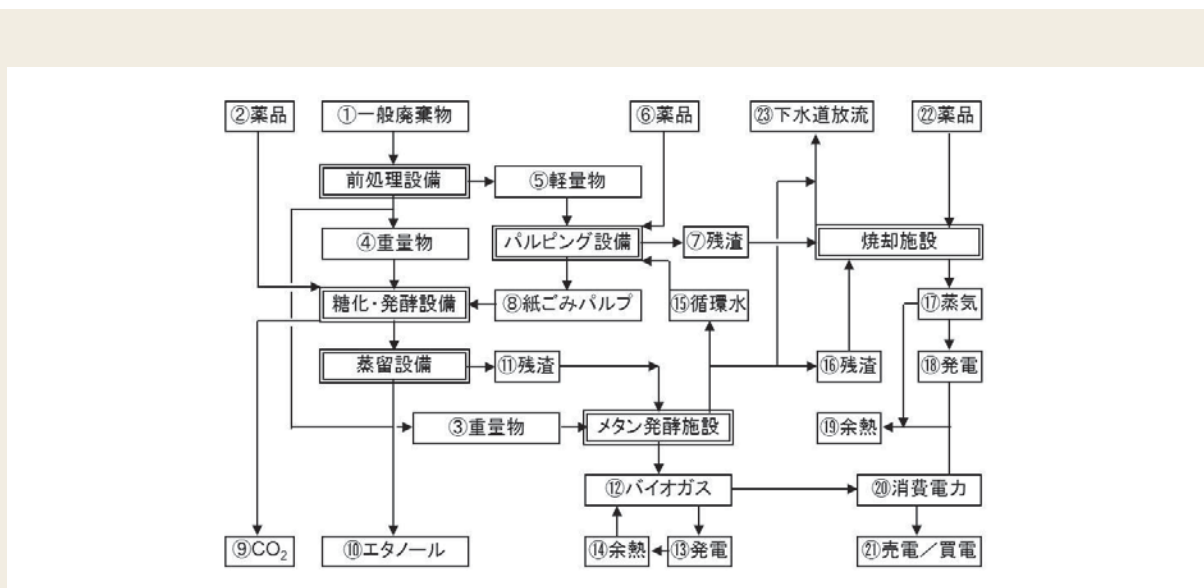 ②薬品
①一般廃棄物
⑥薬品
㉓下水道放流
㉒薬品
前処理設備
⑤軽量物
④重量物
パルピング設備
⑦残渣
焼却施設
糖化・発酵設備
⑧紙ごみパルプ
⑮循環水
⑰蒸気
蒸留設備
⑪残渣
⑯残渣
⑱発電
③重量物
メタン発酵施設
⑲余熱
⑫バイオガス
⑳消費電力
⑨CO₂
⑩エタノール
⑭余熱
⑬発電
㉑売電／買電